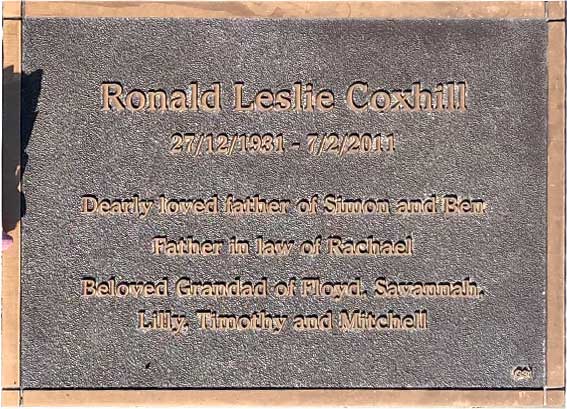 Ronald Leslie Coxhill
27/12/1931 - 7/2/2011
Dearly loved father of Simon and Ben
Father in law of Rachael
Beloved Grandad of Floyd, Savannah,
Lilly, Timothy and Mitchell